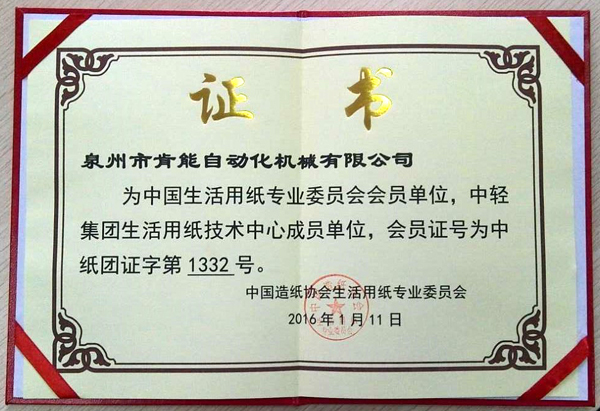 证书
泉州市肯能自动化机械有限公司
为中国生活用纸专业委员会会员单位，中轻
集团生活用纸技术中心成员单位，会员证号为中
纸团证字第 1332 号。
中国造纸协会生活用纸专业委员会
2016年1月11日